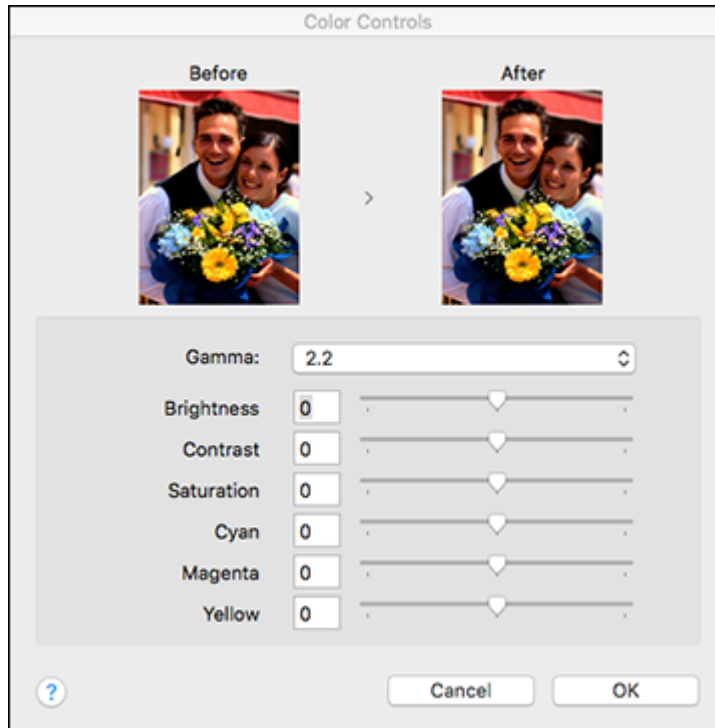 Color Controls
Before
After
>
Gamma: 2.2
Brightness 0
Contrast 0
Saturation 0
Cyan 0
Magenta 0
Yellow 0
? Cancel OK